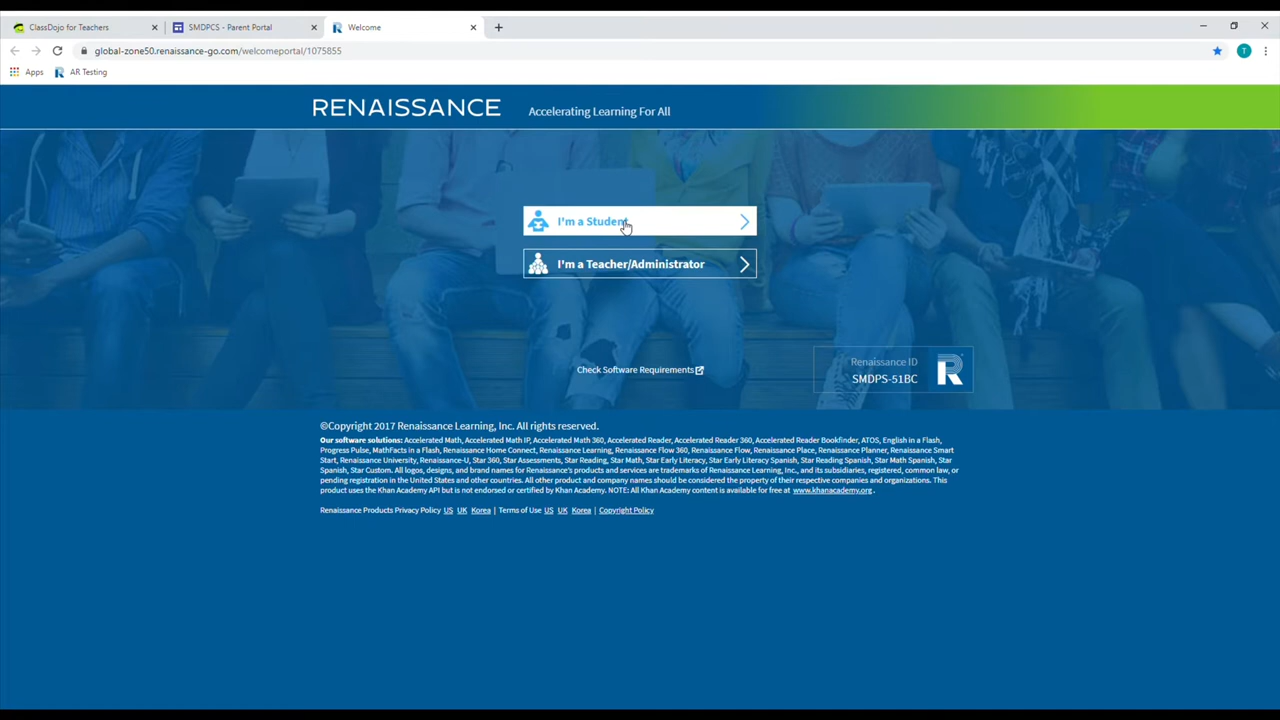 ClassDojo for Teachers
SMDPCS - Parent Portal
Welcome
global-zone50.renaissance-go.com/welcomeportal/1075855
T
Apps
AR Testing
RENAISSANCE
Accelerating Learning For All
I'm a Student
I'm a Teacher/Administrator
Check Software Requirements
Renaissance ID
SMDPS-51BC
©Copyright 2017 Renaissance Learning, Inc. All rights reserved.
Our software solutions: Accelerated Math, Accelerated Math IP, Accelerated Math 360, Accelerated Reader, Accelerated Reader 360, Accelerated Reader Bookfinder, ATOS, English in a Flash,
Progress Pulse, MathFacts in a Flash, Renaissance Home Connect, Renaissance Learning, Renaissance Flow 360, Renaissance Flow, Renaissance Place, Renaissance Planner, Renaissance Smart
Start, Renaissance University, Renaissance-U, Star 360, Star Assessments, Star Reading, Star Math, Star Early Literacy, Star Early Literacy Spanish, Star Reading Spanish, Star Math Spanish, Star
Spanish, Star Custom. All logos, designs, and brand names for Renaissance's products and services are trademarks of Renaissance Learning, Inc., and its subsidiaries, registered, common law, or
pending registration in the United States and other countries. All other product and company names should be considered the property of their respective companies and organizations. This
product uses the Khan Academy API but is not endorsed or certified by Khan Academy. NOTE: All Khan Academy content is available for free at www.khanacademy.org.
Renaissance Products Privacy Policy US UK Korea | Terms of Use US UK Korea | Copyright Policy